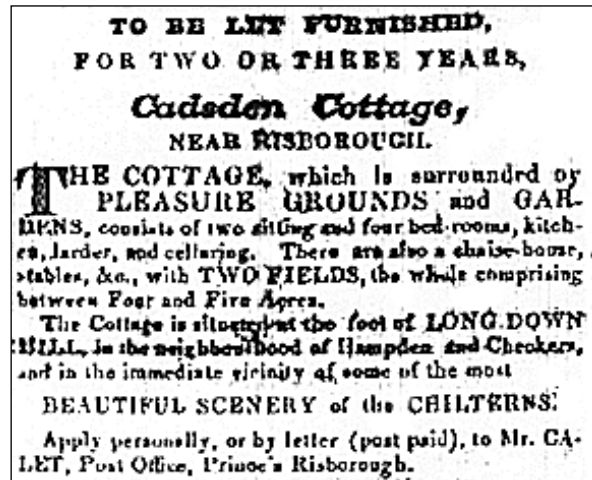 TO BE LET FURNISHED,
FOR TWO OR THREE YEARS,
Cadsden Cottage,
NEAR RISBOROUGH.
THE COTTAGE, which is surrounded by
PLEASURE GROUNDS and GAR-
DENS, consists of two sitting and four bed-rooms, kitch-
en, larder, and cellaring. There are also a chaise-house,
stables, &c., with TWO FIELDS, the whole comprising
between Four and Five Acres.
The Cottage is situated at the foot of LONG DOWN
HILL, in the neighbourhood of Hampden and Checkers,
and in the immediate vicinity of some of the most
BEAUTIFUL SCENERY of the CHILTERNS.
Apply personally, or by letter (post paid), to Mr. CA-
LET, Post Office, Prince's Risborough.